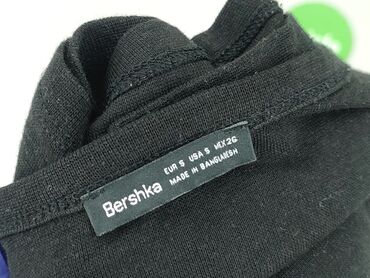 Bershka
EUR S USA S MEX 26
MADE IN BANGLADESH